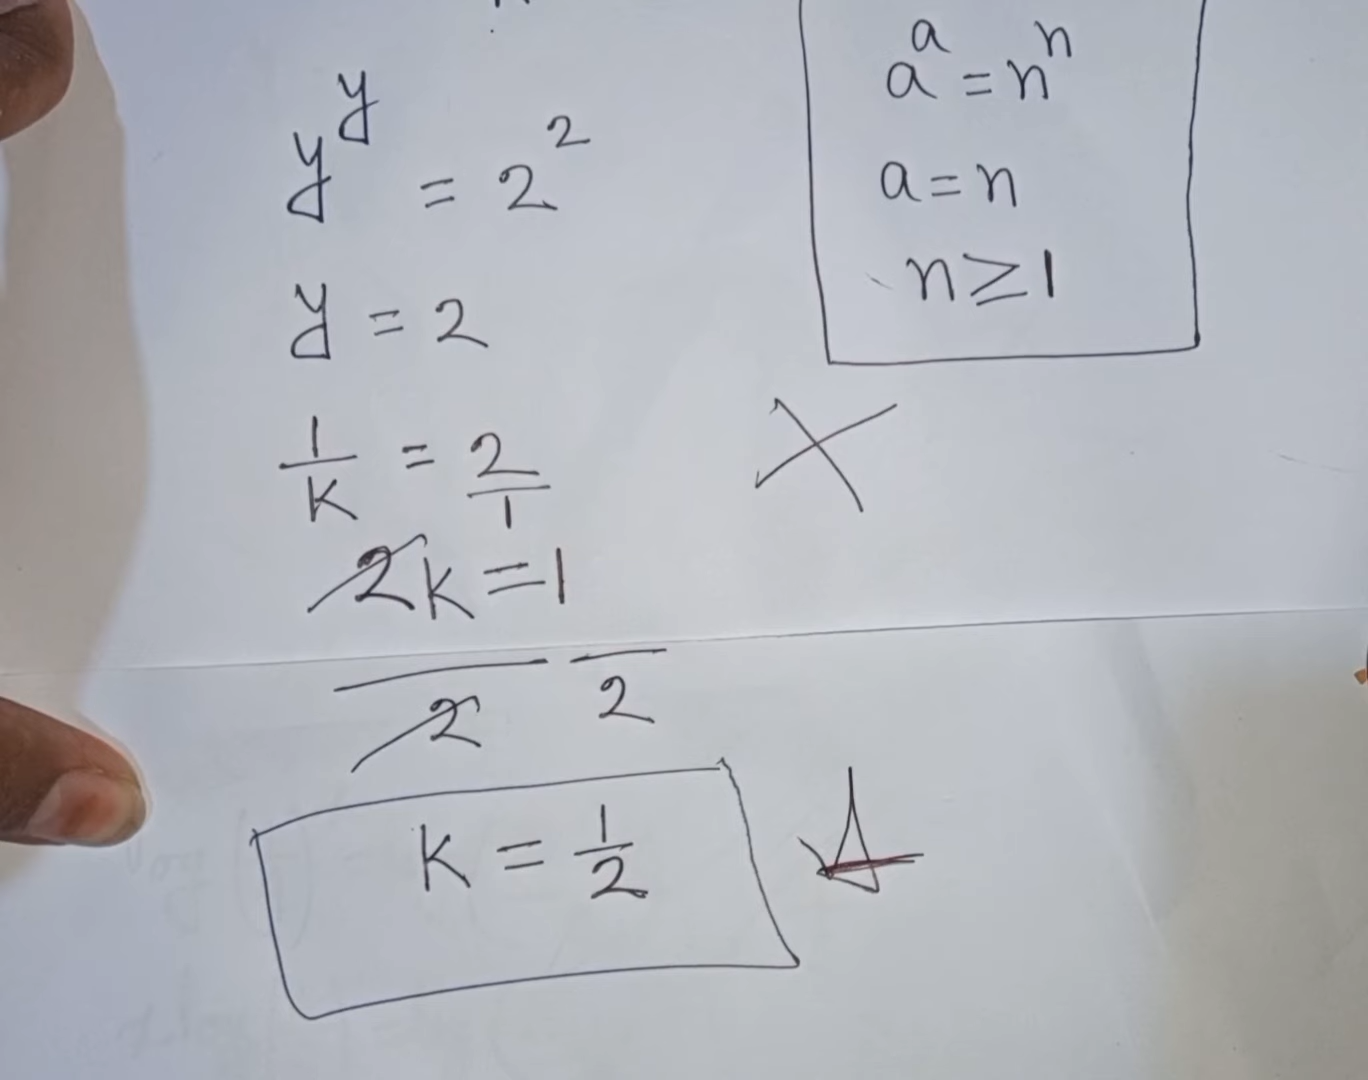 y^y = 2^2
y = 2
1/K = 2/1
2K = 1
2 2
K = 1/2
a^a = n^n
a = n
n ≥ 1